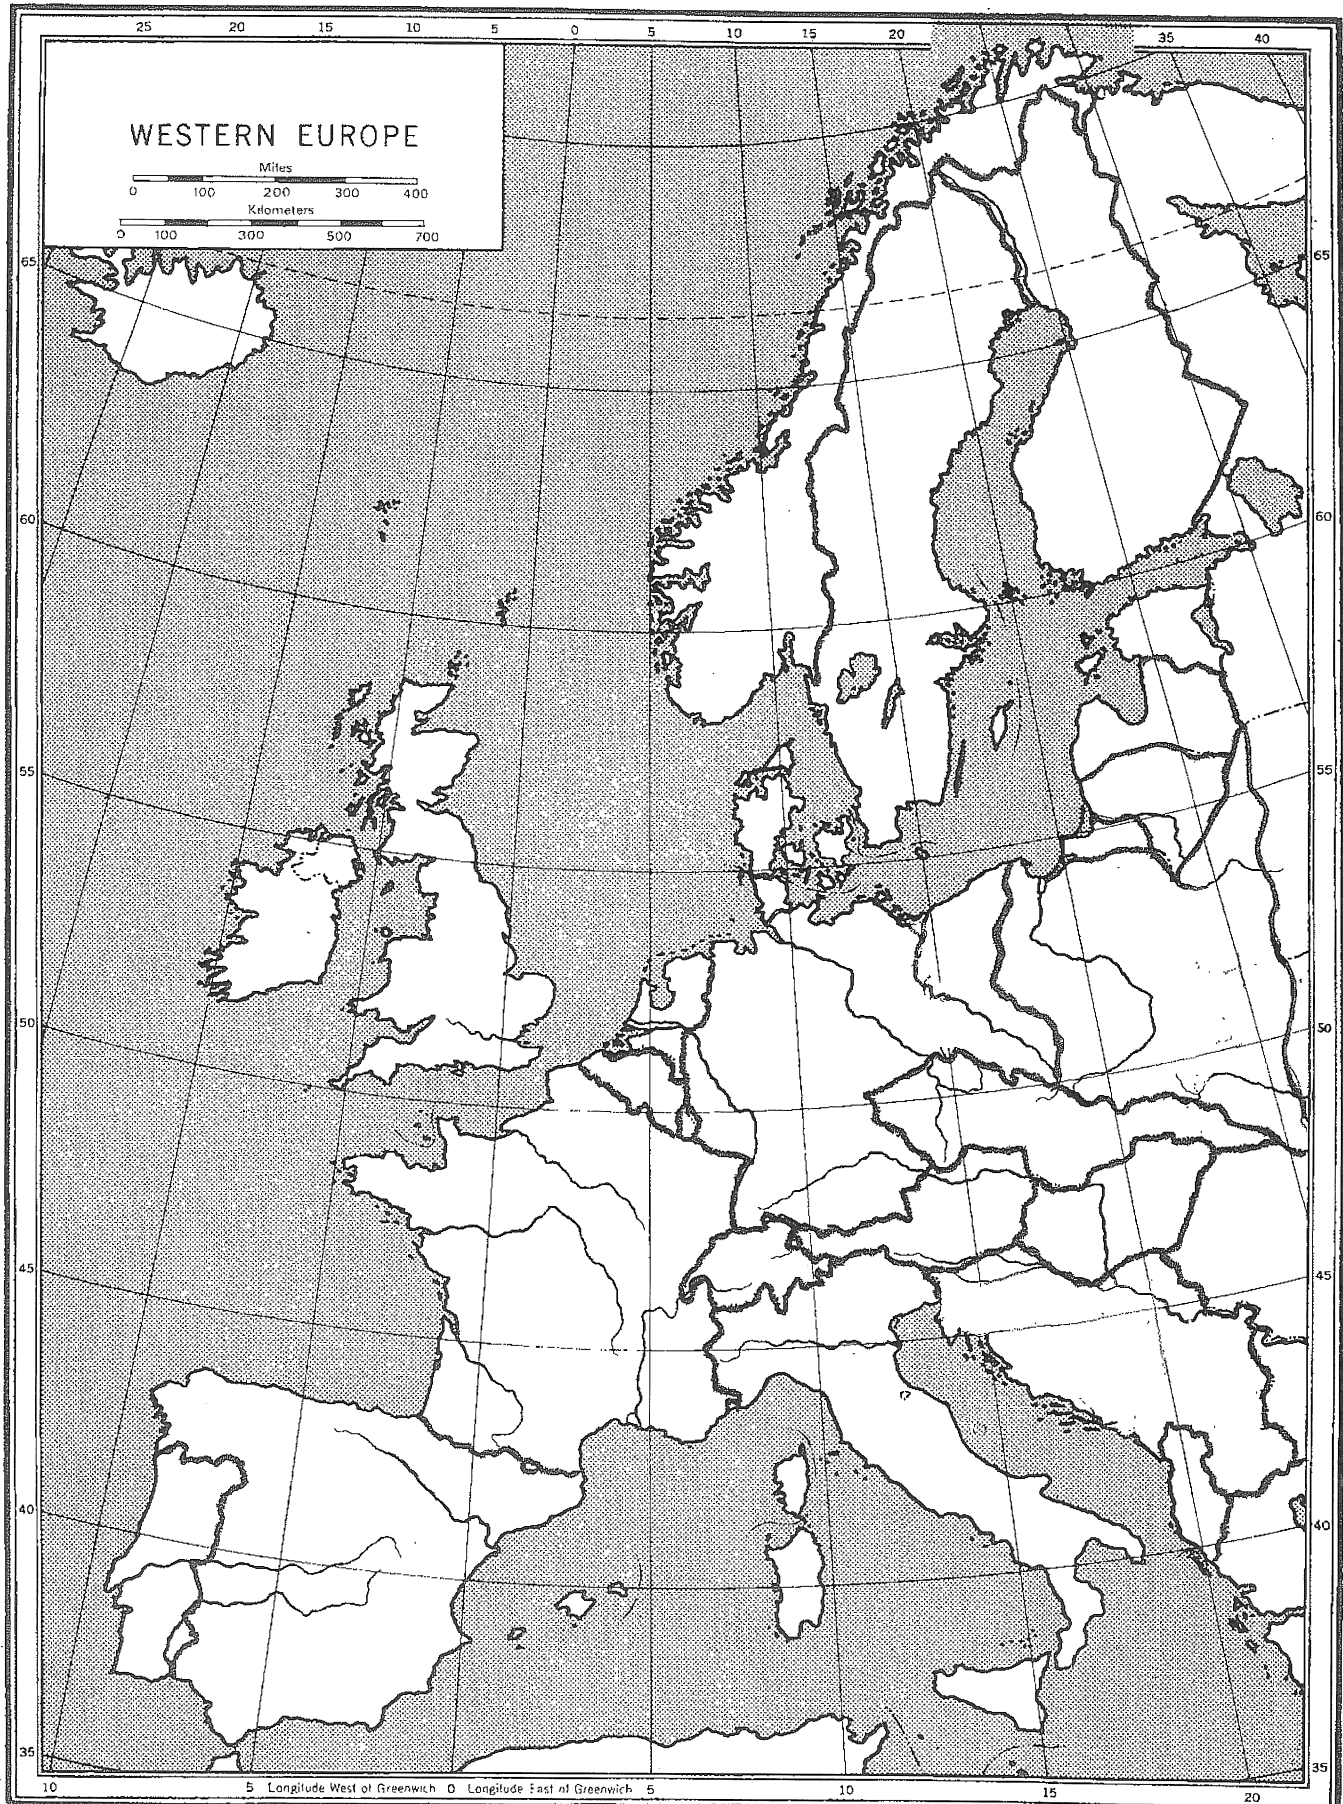 25 20 15 10 5 0 5 10 15 20 35 40
WESTERN EUROPE
Miles
0 100 200 300 400
Kilometers
0 100 300 500 700
65 65
60 60
55 55
50 50
45 45
40 40
35 35
10 5 Longitude West of Greenwich 0 Longitude East of Greenwich 5 10 15 20